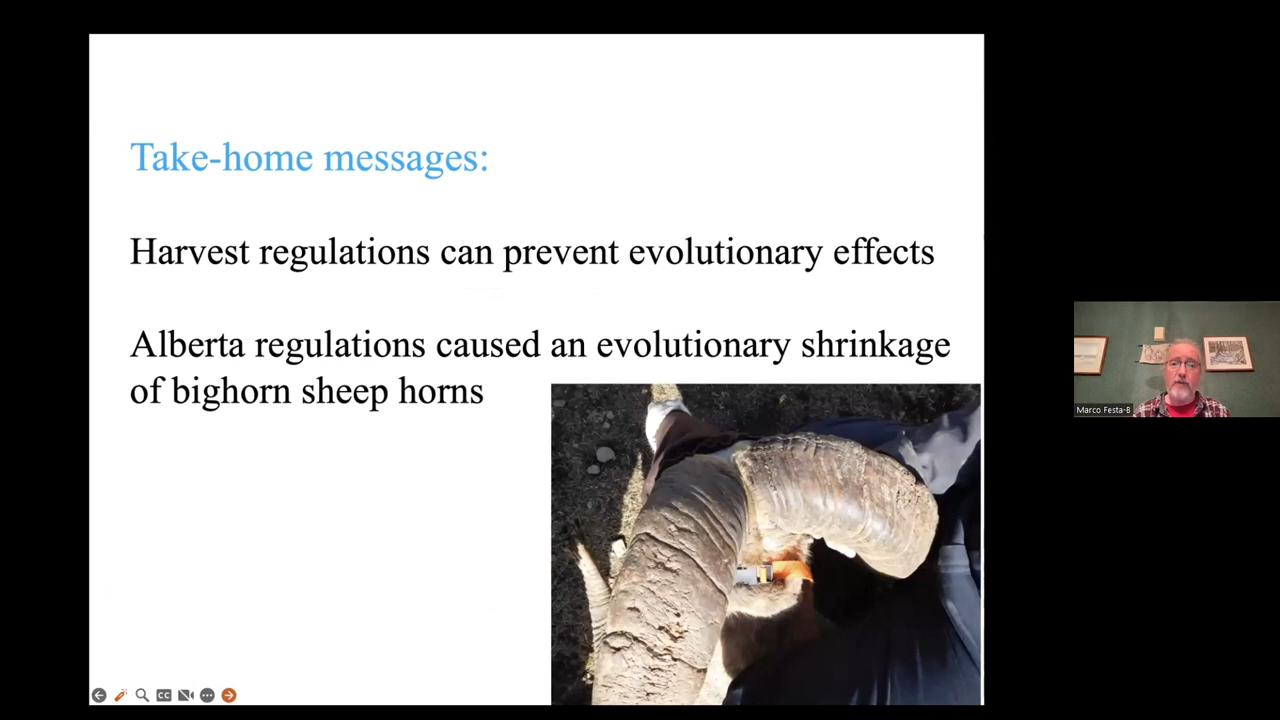 Take-home messages:
Harvest regulations can prevent evolutionary effects
Alberta regulations caused an evolutionary shrinkage
of bighorn sheep horns
Marco Festa-B
CC